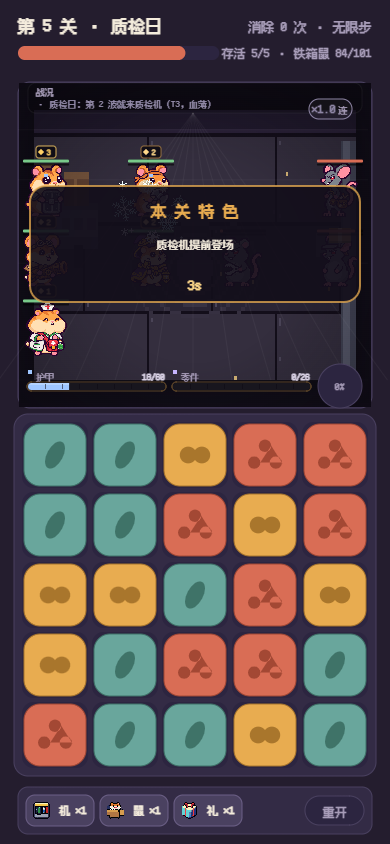 第 5 关 · 质检日
消除 0 次 · 无限步
存活 5/5 · 铁箱鼠 84/101
战况
· 质检日：第 2 波就来质检机（T3，血薄）
×1.0 连
◆3
◆2
本关特色
质检机提前登场
3s
护甲 18/60
零件 0/26
0%
机 ×1
鼠 ×1
礼 ×1
重开